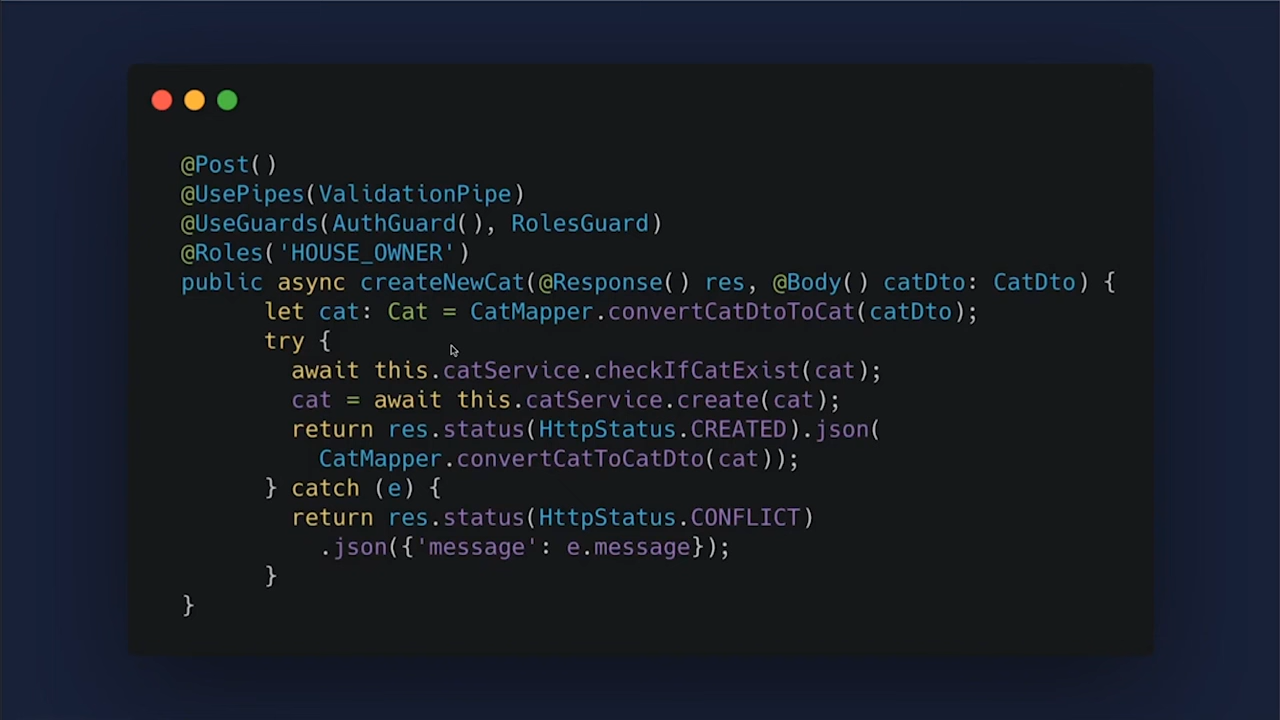 @Post()
@UsePipes(ValidationPipe)
@UseGuards(AuthGuard(), RolesGuard)
@Roles('HOUSE_OWNER')
public async createNewCat(@Response() res, @Body() catDto: CatDto) {
let cat: Cat = CatMapper.convertCatDtoToCat(catDto);
try {
await this.catService.checkIfCatExist(cat);
cat = await this.catService.create(cat);
return res.status(HttpStatus.CREATED).json(
CatMapper.convertCatToCatDto(cat));
} catch (e) {
return res.status(HttpStatus.CONFLICT)
.json({'message': e.message});
}
}